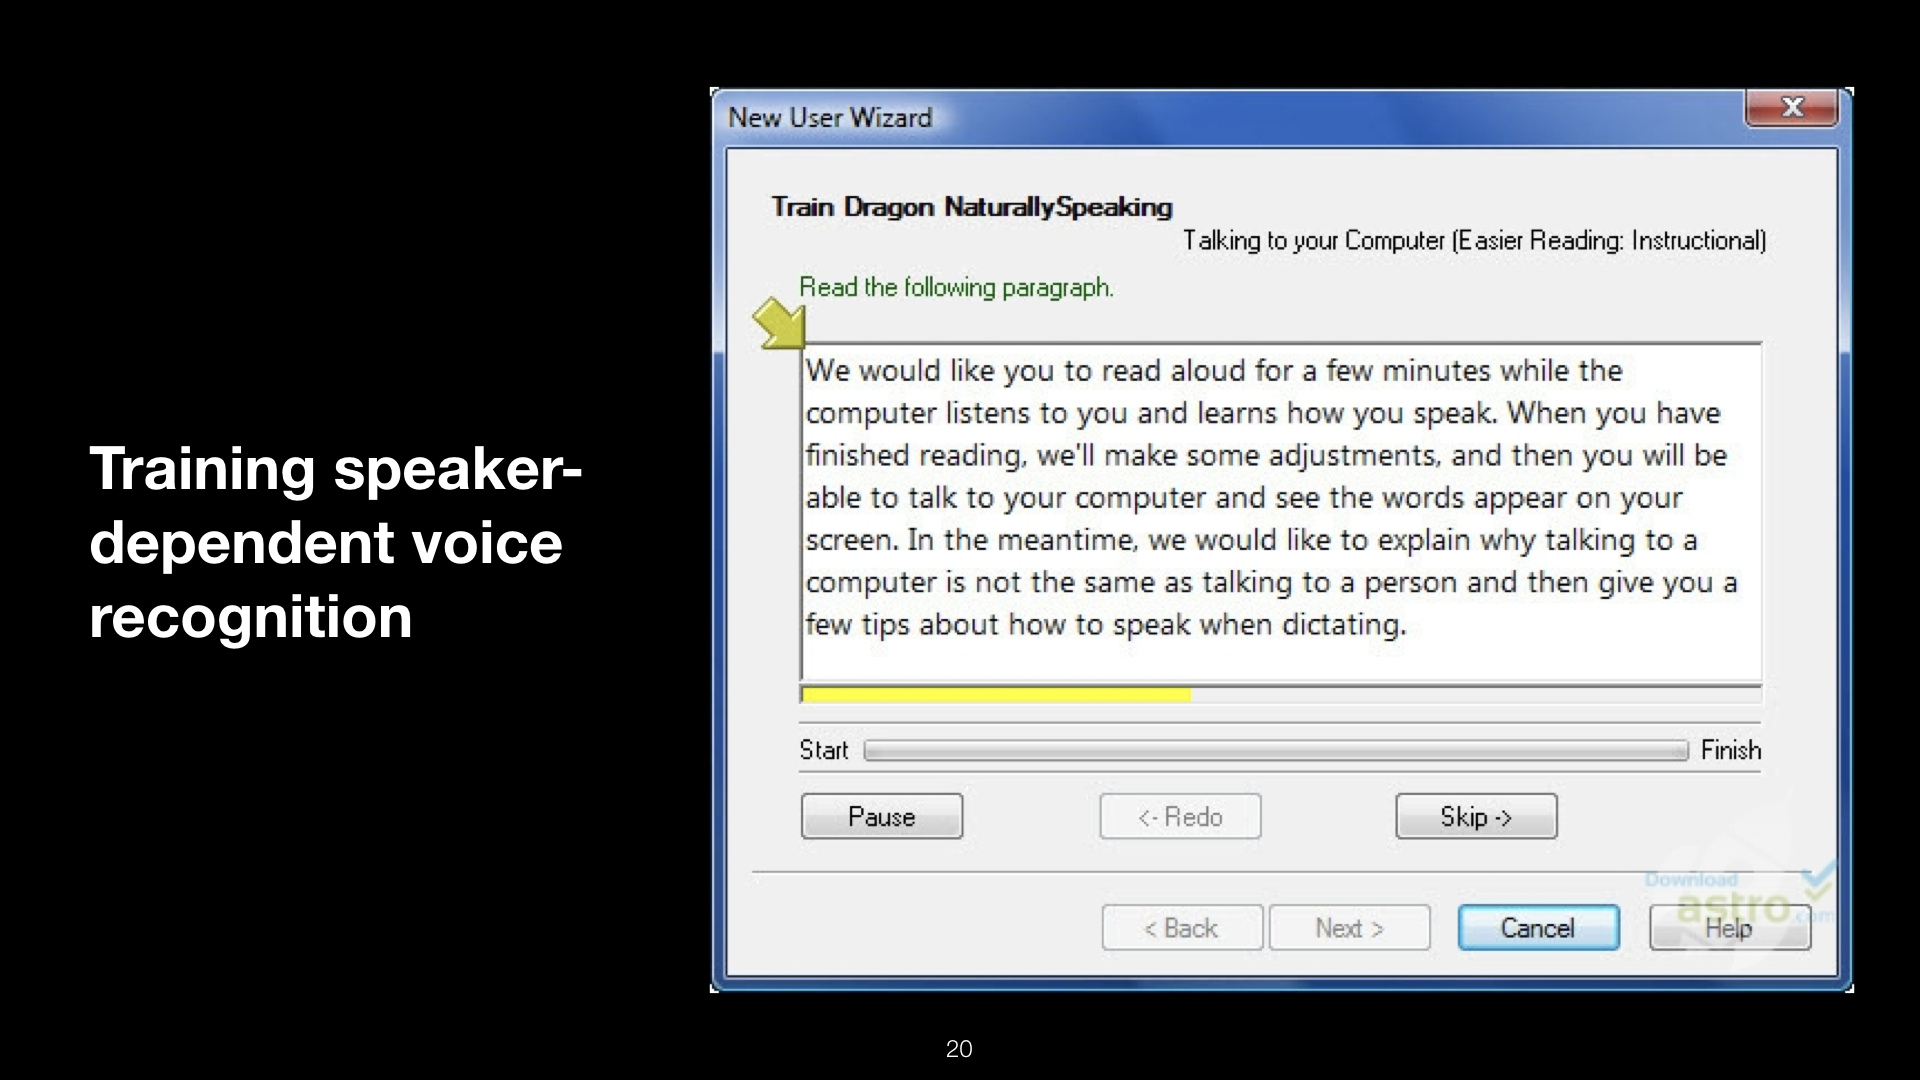 Training speaker-
dependent voice
recognition
New User Wizard
X
Train Dragon NaturallySpeaking
Talking to your Computer (Easier Reading: Instructional)
Read the following paragraph.
We would like you to read aloud for a few minutes while the
computer listens to you and learns how you speak. When you have
finished reading, we'll make some adjustments, and then you will be
able to talk to your computer and see the words appear on your
screen. In the meantime, we would like to explain why talking to a
computer is not the same as talking to a person and then give you a
few tips about how to speak when dictating.
Start Finish
Pause <- Redo Skip ->
Download
astro.com
< Back Next > Cancel Help
20